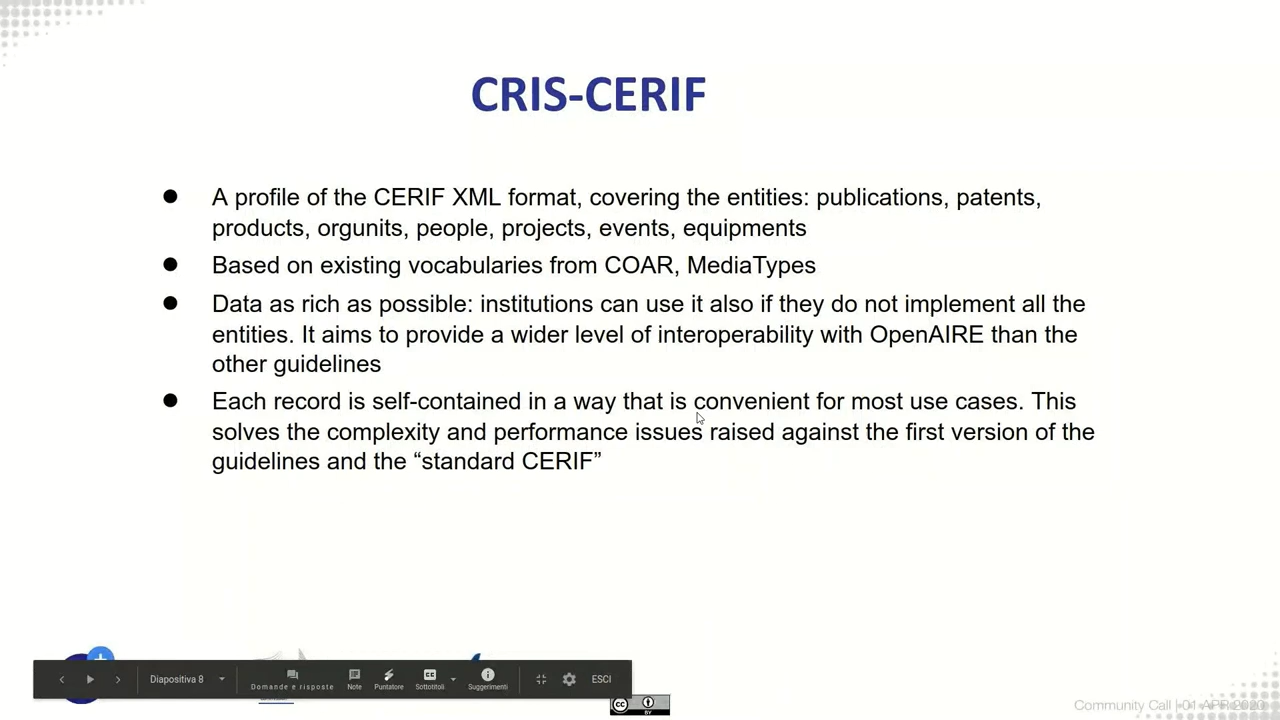 CRIS-CERIF
● A profile of the CERIF XML format, covering the entities: publications, patents,
products, orgunits, people, projects, events, equipments
● Based on existing vocabularies from COAR, MediaTypes
● Data as rich as possible: institutions can use it also if they do not implement all the
entities. It aims to provide a wider level of interoperability with OpenAIRE than the
other guidelines
● Each record is self-contained in a way that is convenient for most use cases. This
solves the complexity and performance issues raised against the first version of the
guidelines and the “standard CERIF”
Diapositiva 8
Domande e risposte
Note
Puntatore
Sottotitoli
Suggerimenti
ESCI
CC
BY
Community Call | 01 APR 2020